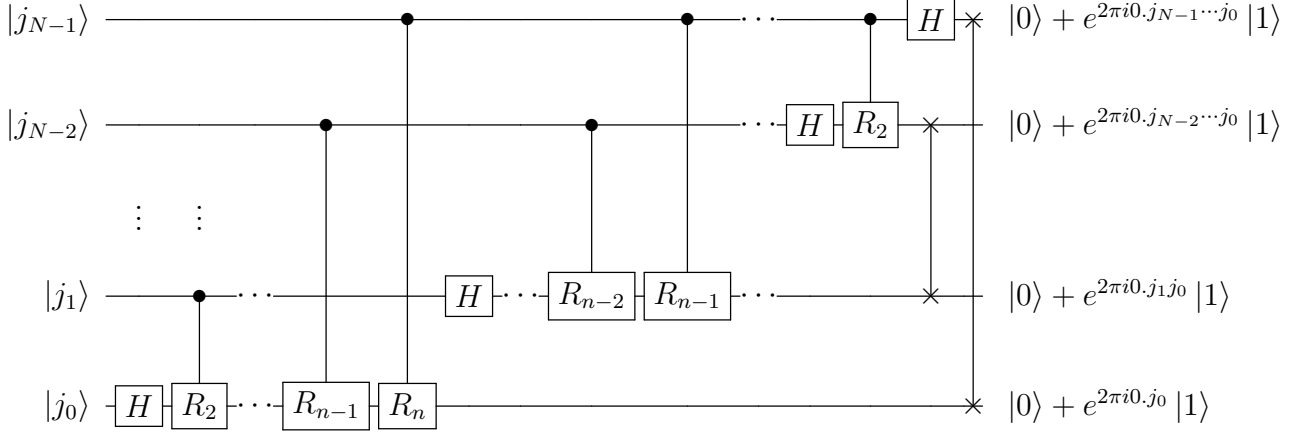 |j_{N−1}⟩ ⋯ H |0⟩ + e^{2πi0.j_{N−1}⋯j_0} |1⟩
|j_{N−2}⟩ ⋯ H R_2 |0⟩ + e^{2πi0.j_{N−2}⋯j_0} |1⟩
⋮ ⋮
|j_1⟩ ⋯ H ⋯ R_{n−2} R_{n−1} ⋯ |0⟩ + e^{2πi0.j_1j_0} |1⟩
|j_0⟩ H R_2 ⋯ R_{n−1} R_n |0⟩ + e^{2πi0.j_0} |1⟩